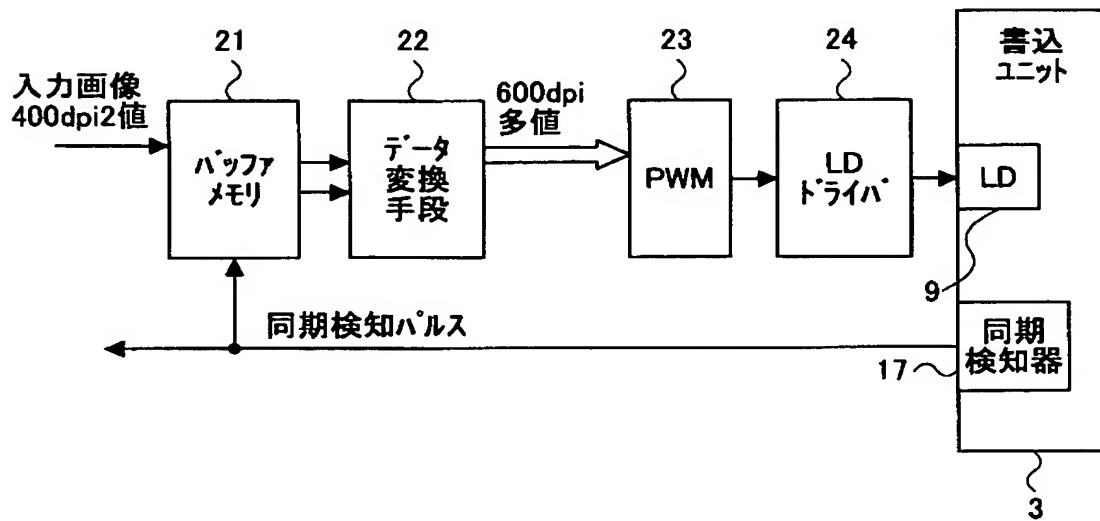 21
22
23
24
書込
ユニット
入力画像
400dpi2値
バッファ
メモリ
データ
変換
手段
600dpi
多値
PWM
LD
ドライバ
LD
9
同期検知パルス
同期
検知器
17
3